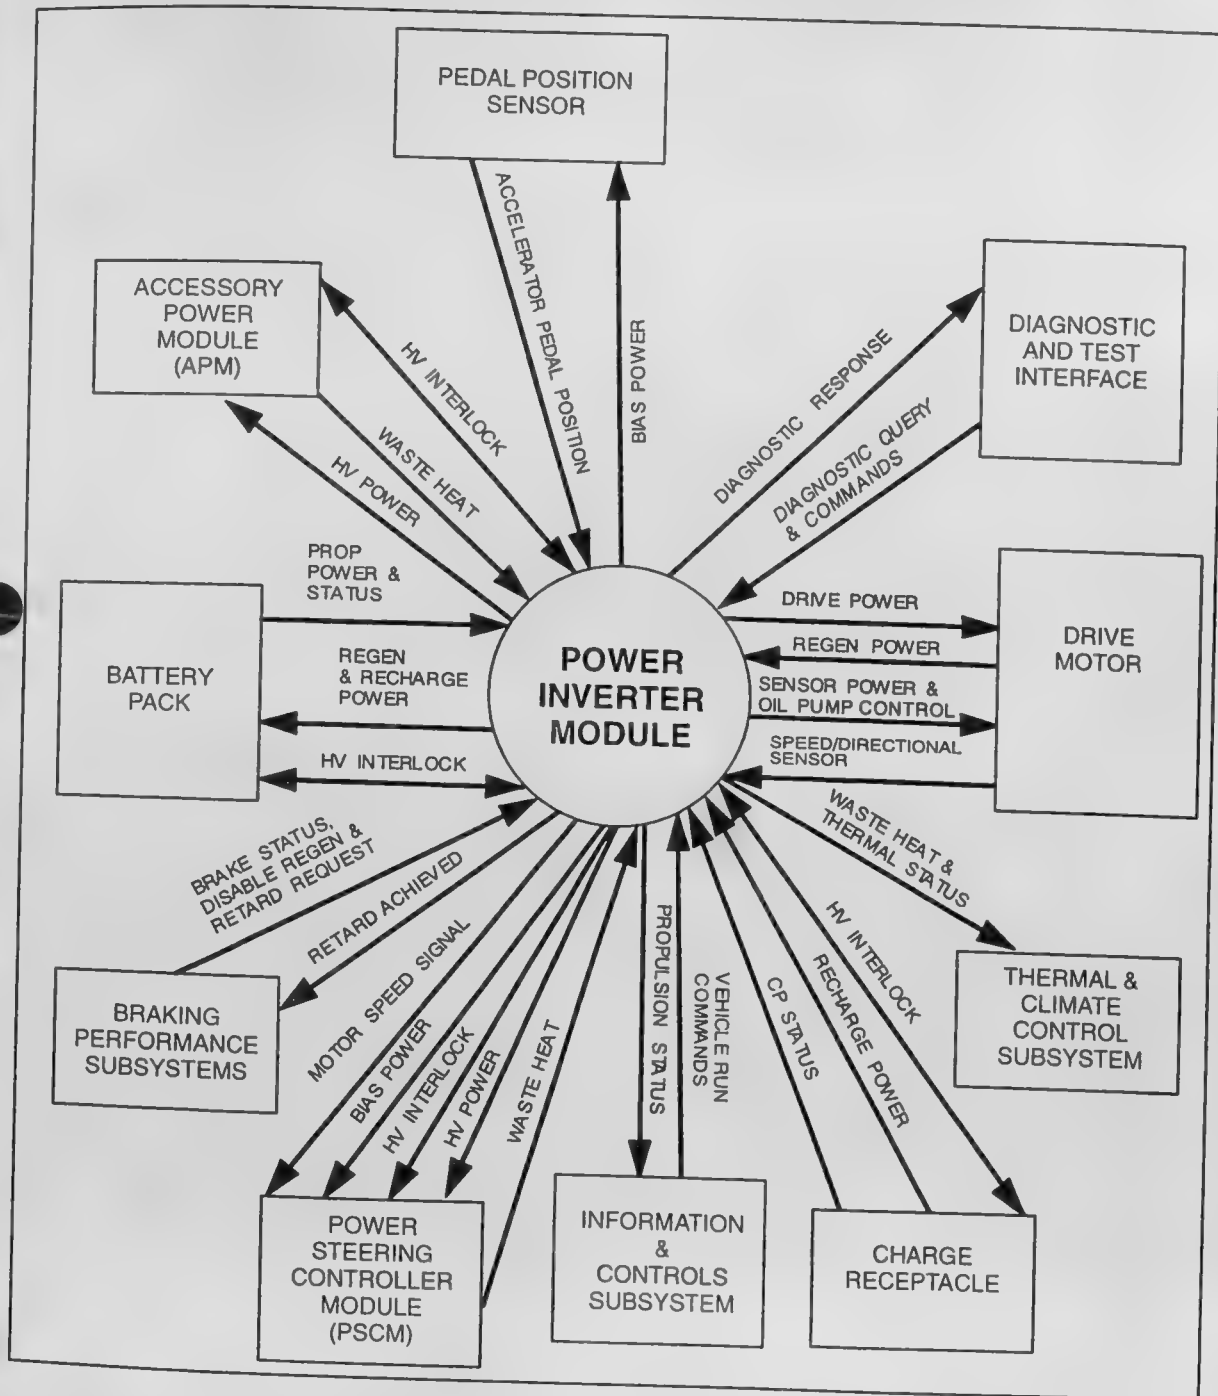 PEDAL POSITION
SENSOR
ACCELERATOR PEDAL POSITION
BIAS POWER
ACCESSORY
POWER
MODULE
(APM)
HV INTERLOCK
WASTE HEAT
HV POWER
DIAGNOSTIC
AND TEST
INTERFACE
DIAGNOSTIC RESPONSE
DIAGNOSTIC QUERY
& COMMANDS
PROP
POWER &
STATUS
BATTERY
PACK
REGEN
& RECHARGE
POWER
HV INTERLOCK
POWER
INVERTER
MODULE
DRIVE POWER
REGEN POWER
SENSOR POWER &
OIL PUMP CONTROL
SPEED/DIRECTIONAL
SENSOR
DRIVE
MOTOR
BRAKE STATUS,
DISABLE REGEN &
RETARD REQUEST
RETARD ACHIEVED
BRAKING
PERFORMANCE
SUBSYSTEMS
MOTOR SPEED SIGNAL
BIAS POWER
HV INTERLOCK
HV POWER
WASTE HEAT
POWER
STEERING
CONTROLLER
MODULE
(PSCM)
PROPULSION STATUS
VEHICLE RUN
COMMANDS
INFORMATION
&
CONTROLS
SUBSYSTEM
CP STATUS
RECHARGE POWER
HV INTERLOCK
CHARGE
RECEPTACLE
WASTE HEAT &
THERMAL STATUS
THERMAL &
CLIMATE
CONTROL
SUBSYSTEM